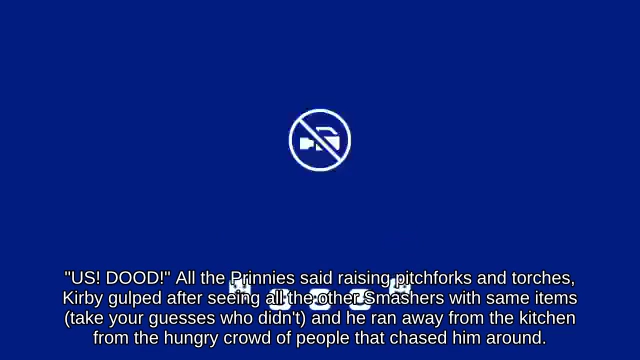 "US! DOOD!" All the Prinnies said raising pitchforks and torches,
Kirby gulped after seeing all the other Smashers with same items
(take your guesses who didn't) and he ran away from the kitchen
from the hungry crowd of people that chased him around.